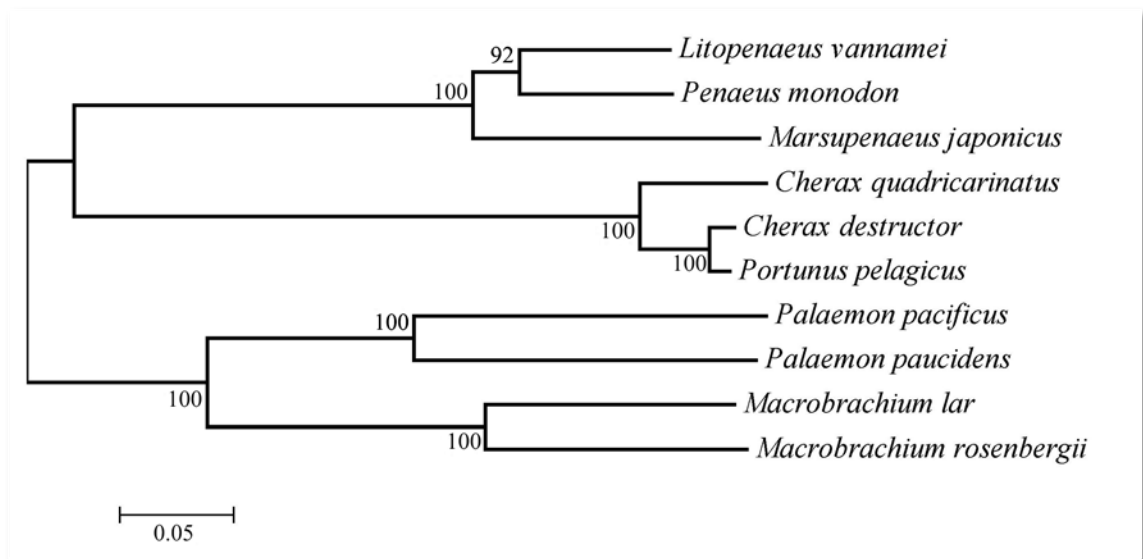 92
Litopenaeus vannamei
100
Penaeus monodon
Marsupenaeus japonicus
Cherax quadricarinatus
100
Cherax destructor
100
Portunus pelagicus
100
Palaemon pacificus
Palaemon paucidens
100
Macrobrachium lar
100
Macrobrachium rosenbergii
0.05